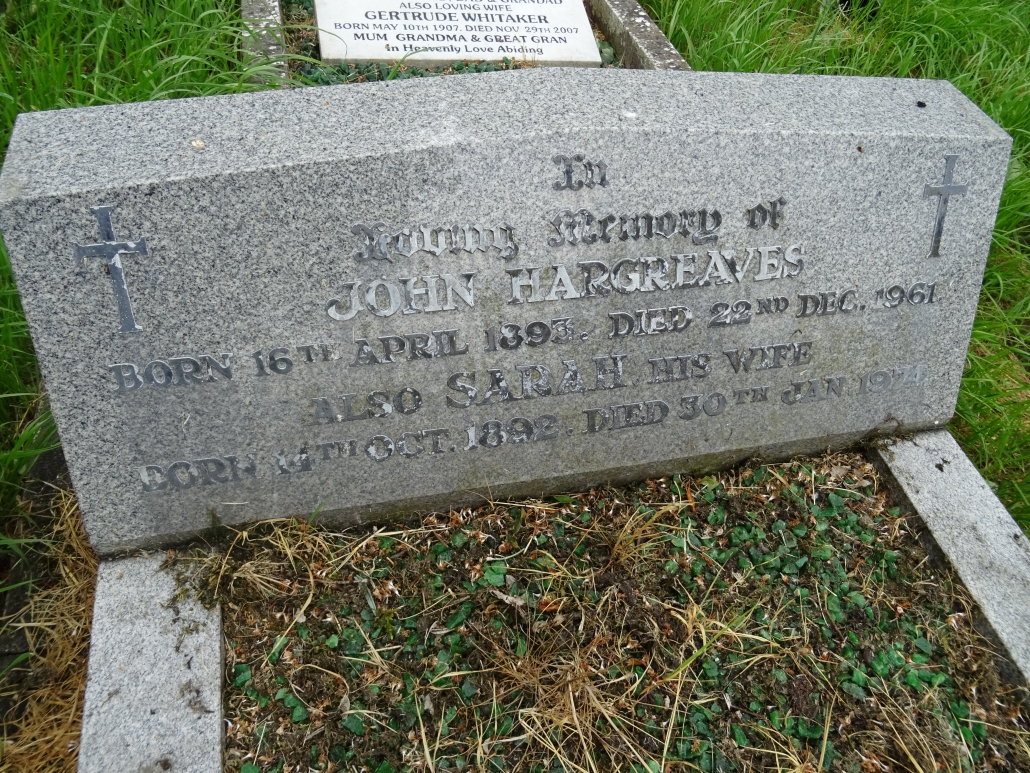 ALSO LOVING WIFE
GERTRUDE WHITAKER
BORN MAY 10TH 1907. DIED NOV 29TH 2007
MUM GRANDMA & GREAT GRAN
In Heavenly Love Abiding
In
Loving Memory of
JOHN HARGREAVES
BORN 16TH APRIL 1893. DIED 22ND DEC. 1961.
ALSO SARAH, HIS WIFE
BORN OCT. 1892. DIED 30TH JAN